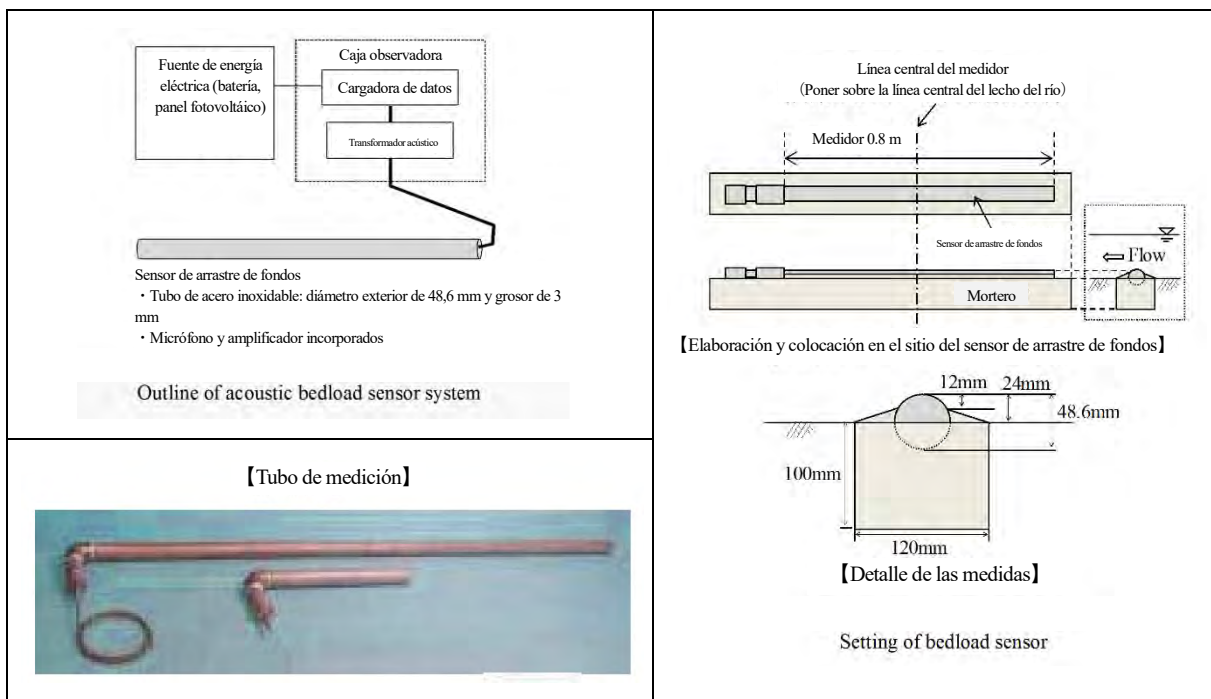 Fuente de energía
eléctrica (batería,
panel fotovoltáico)
Caja observadora
Cargadora de datos
Transformador acústico
Sensor de arrastre de fondos
・Tubo de acero inoxidable: diámetro exterior de 48,6 mm y grosor de 3
mm
・Micrófono y amplificador incorporados
Outline of acoustic bedload sensor system
【Tubo de medición】
Línea central del medidor
(Poner sobre la línea central del lecho del río)
Medidor 0.8 m
Sensor de arrastre de fondos
Flow
Mortero
【Elaboración y colocación en el sitio del sensor de arrastre de fondos】
12mm
24mm
48.6mm
100mm
120mm
【Detalle de las medidas】
Setting of bedload sensor